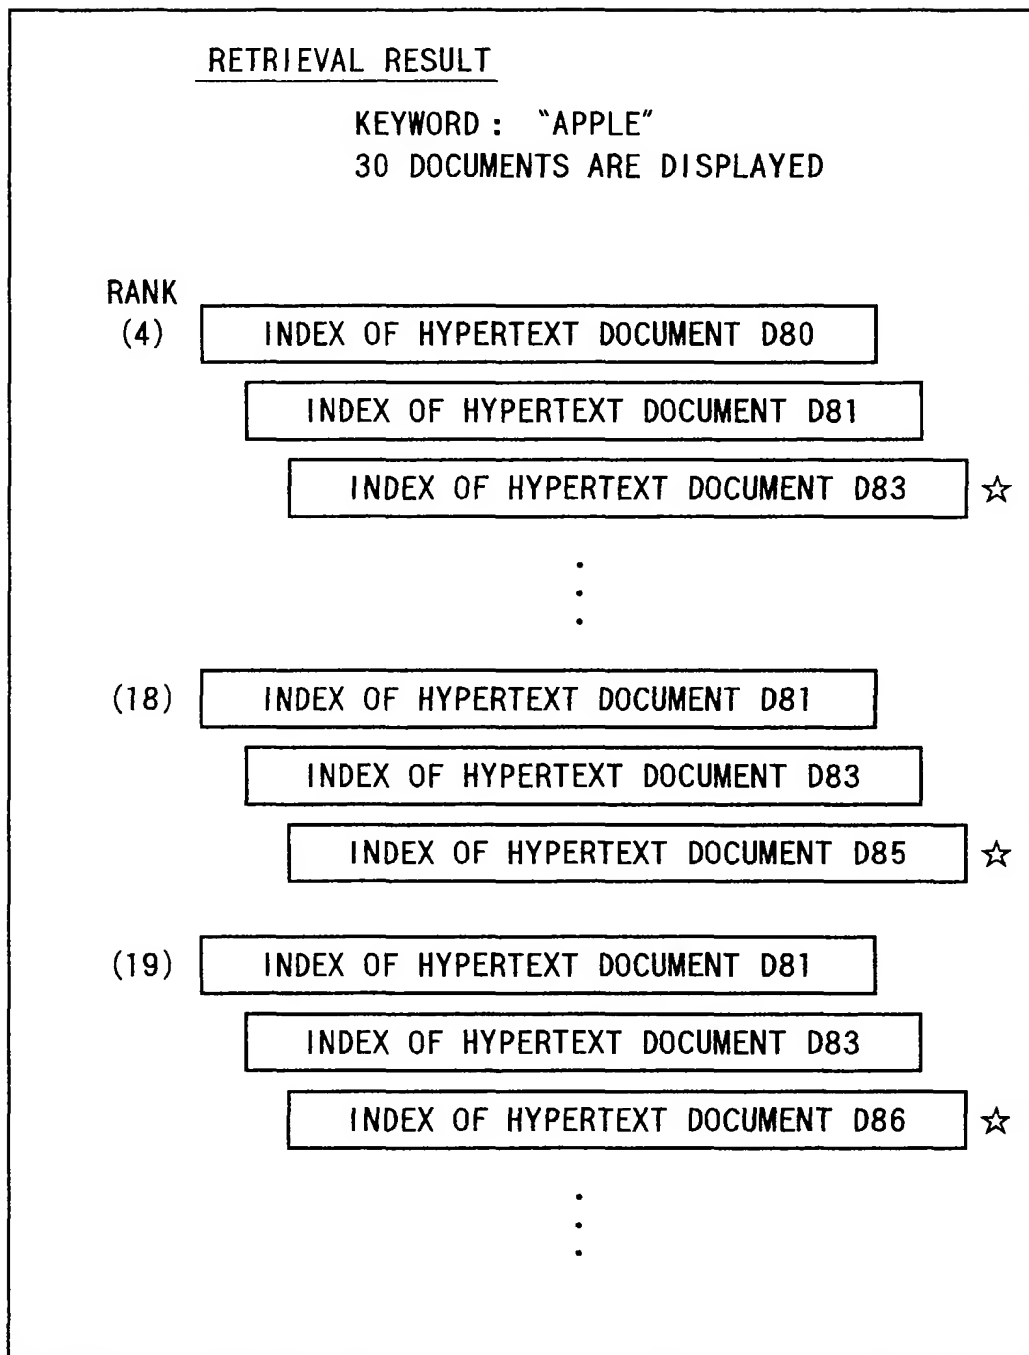 RETRIEVAL RESULT
KEYWORD : "APPLE"
30 DOCUMENTS ARE DISPLAYED
RANK
(4) INDEX OF HYPERTEXT DOCUMENT D80
INDEX OF HYPERTEXT DOCUMENT D81
INDEX OF HYPERTEXT DOCUMENT D83 ☆
(18) INDEX OF HYPERTEXT DOCUMENT D81
INDEX OF HYPERTEXT DOCUMENT D83
INDEX OF HYPERTEXT DOCUMENT D85 ☆
(19) INDEX OF HYPERTEXT DOCUMENT D81
INDEX OF HYPERTEXT DOCUMENT D83
INDEX OF HYPERTEXT DOCUMENT D86 ☆